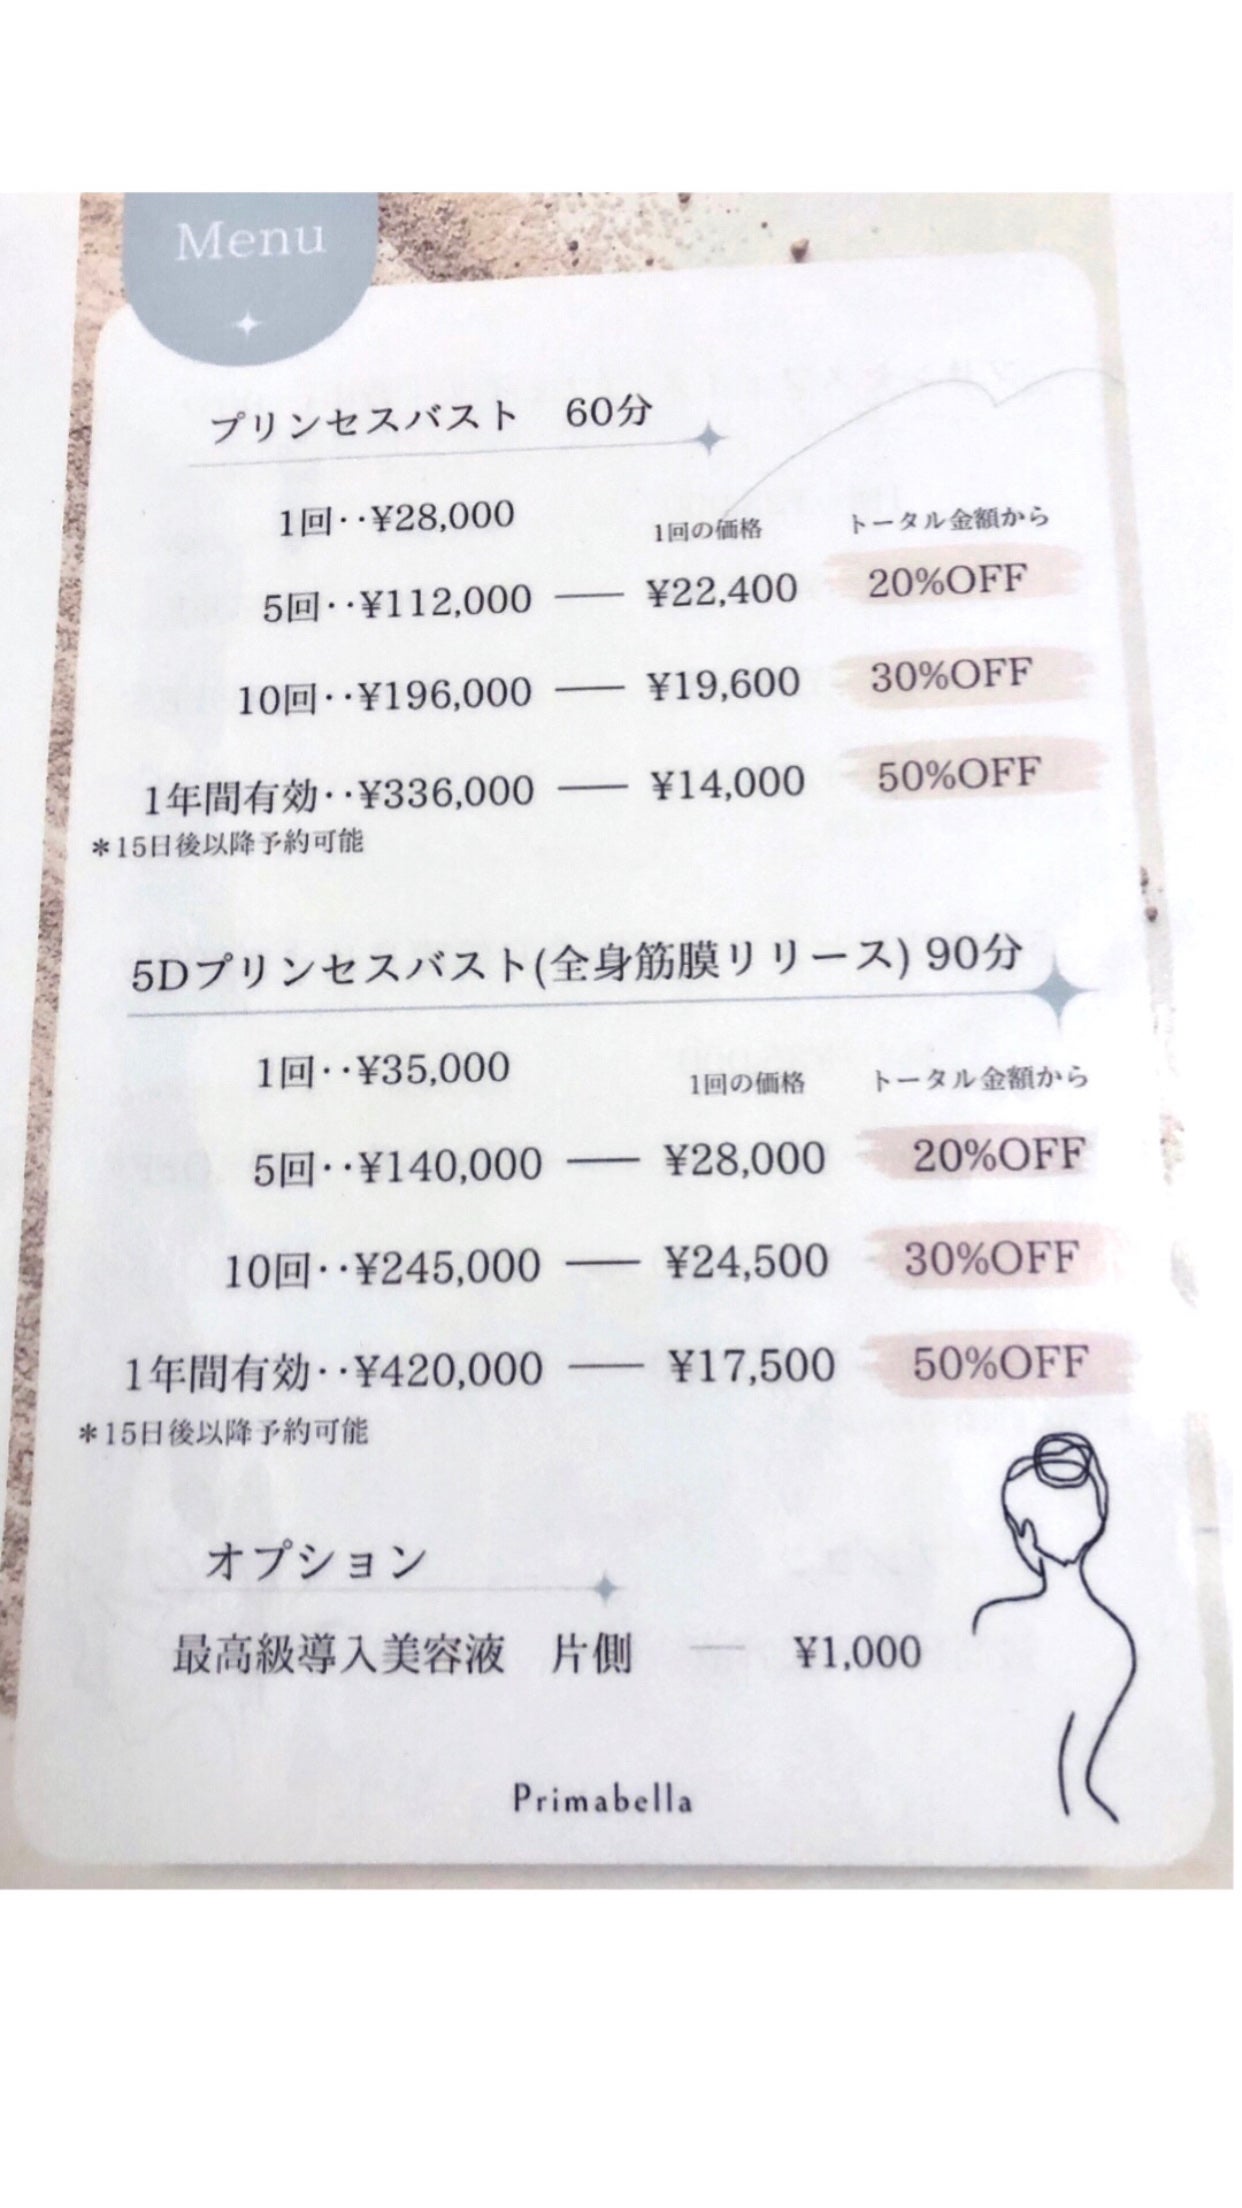 Menu
プリンセスバスト 60分
1回‥¥28,000
1回の価格 トータル金額から
5回‥¥112,000 — ¥22,400 20%OFF
10回‥¥196,000 — ¥19,600 30%OFF
1年間有効‥¥336,000 — ¥14,000 50%OFF
*15日後以降予約可能
5Dプリンセスバスト(全身筋膜リリース) 90分
1回‥¥35,000
1回の価格 トータル金額から
5回‥¥140,000 — ¥28,000 20%OFF
10回‥¥245,000 — ¥24,500 30%OFF
1年間有効‥¥420,000 — ¥17,500 50%OFF
*15日後以降予約可能
オプション
最高級導入美容液 片側 — ¥1,000
Primabella